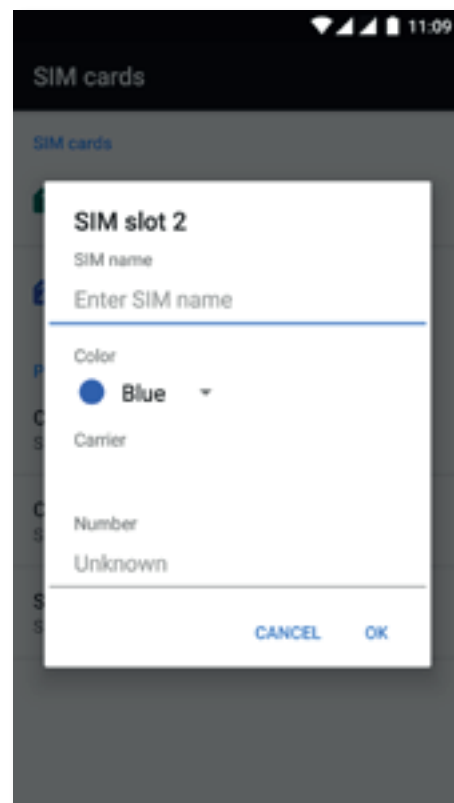 11:09
SIM cards
SIM cards
SIM slot 2
SIM name
Enter SIM name
Color
Blue
Carrier
Number
Unknown
CANCEL OK